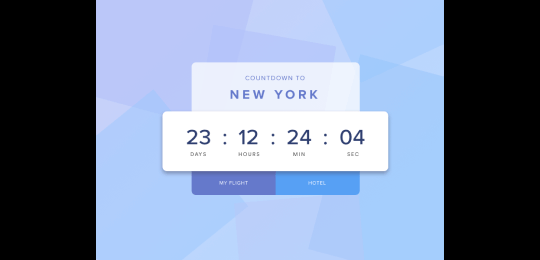 COUNTDOWN TO
NEW YORK
23 : 12 : 24 : 04
DAYS HOURS MIN SEC
MY FLIGHT HOTEL